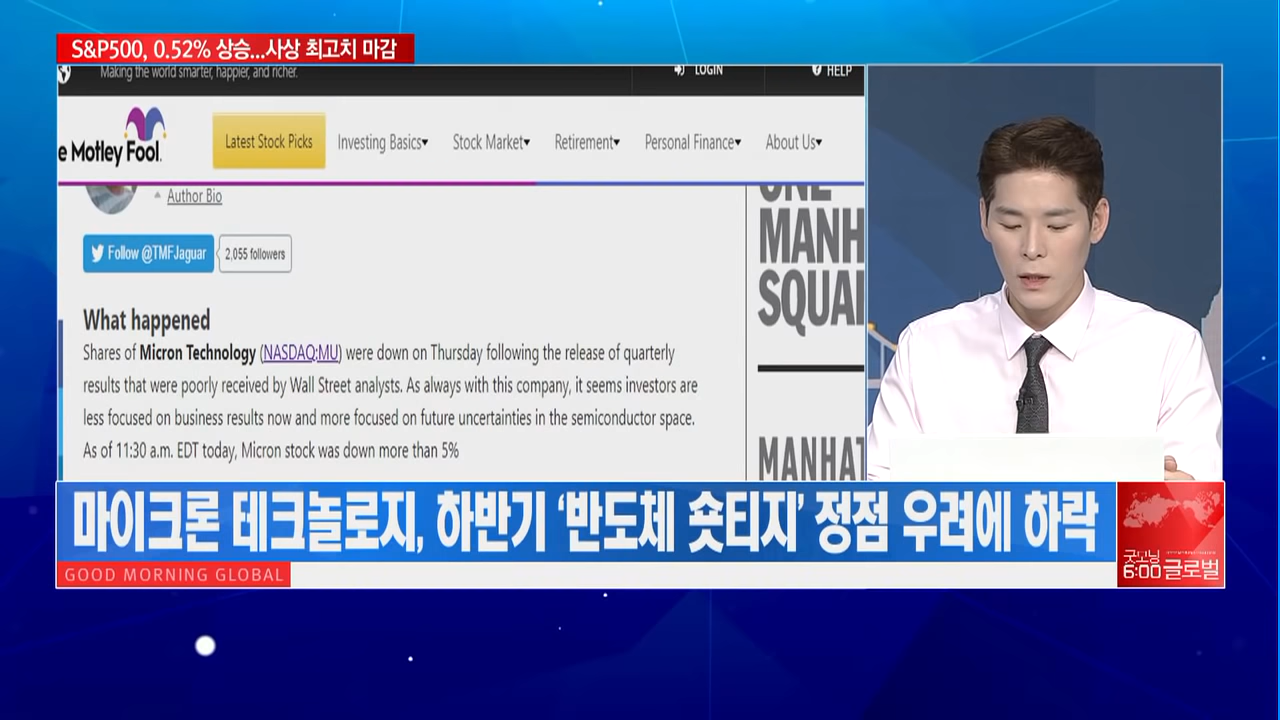 S&P500, 0.52% 상승...사상 최고치 마감
Making the world smarter, happier, and richer.
LOGIN
HELP
e Motley Fool.
Latest Stock Picks
Investing Basics
Stock Market
Retirement
Personal Finance
About Us
Author Bio
Follow @TMFJaguar
2,055 followers
ONE
MANH
SQUA
What happened
Shares of Micron Technology (NASDAQ:MU) were down on Thursday following the release of quarterly
results that were poorly received by Wall Street analysts. As always with this company, it seems investors are
less focused on business results now and more focused on future uncertainties in the semiconductor space.
As of 11:30 a.m. EDT today, Micron stock was down more than 5%
MANHAT
마이크론 테크놀로지, 하반기 ‘반도체 숏티지’ 정점 우려에 하락
GOOD MORNING GLOBAL
굿모닝
6:00 글로벌